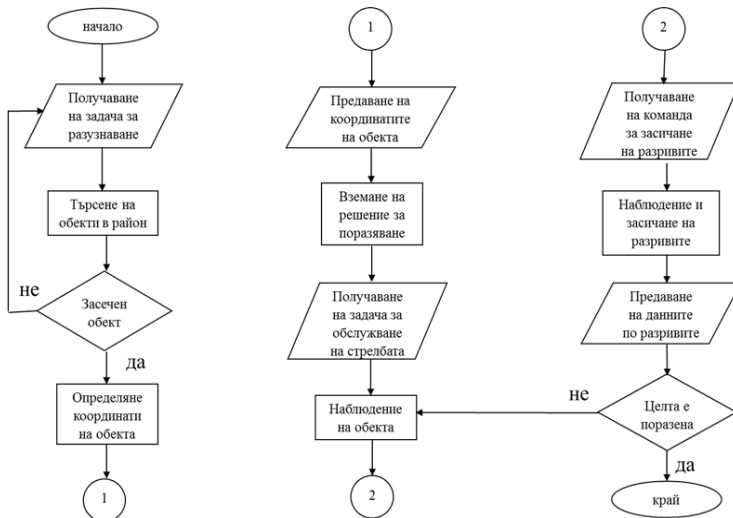 начало
Получаване
на задача за
разузнаване
Търсене на
обекти в район
не
Засечен
обект
да
Определяне
координати
на обекта
1
1
Предаване на
координатите
на обекта
Вземане на
решение за
поразяване
Получаване
на задача за
обслужване
на стрелбата
Наблюдение
на обекта
2
2
Получаване
на команда
за засичане
на разривите
Наблюдение и
засичане на
разривите
Предаване
на данните
по разривите
не
Целта е
поразена
да
край